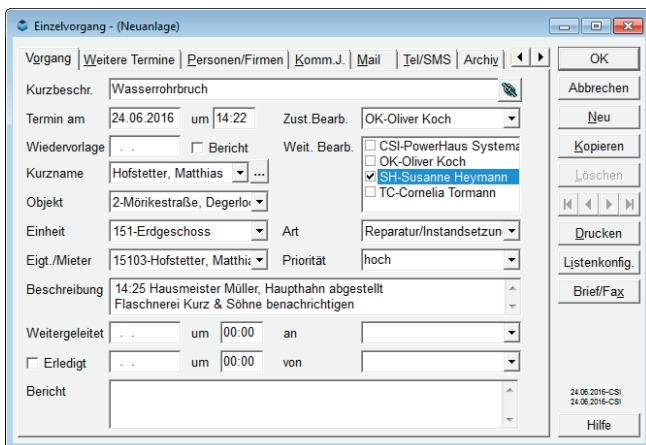 Einzelvorgang - (Neuanlage)
Vorgang Weitere Termine Personen/Firmen Komm.J. Mail Tel/SMS Archiv
OK
Kurzbeschr. Wasserrohrbruch
Abbrechen
Termin am 24.06.2016 um 14:22 Zust.Bearb. OK-Oliver Koch
Neu
Wiedervorlage . . Bericht Weit. Bearb. CSI-PowerHaus Systema
Kopieren
OK-Oliver Koch
Kurzname Hofstetter, Matthias ... SH-Susanne Heymann
Löschen
TC-Cornelia Tormann
Objekt 2-Mörikestraße, Degerlo
Einheit 151-Erdgeschoss Art Reparatur/Instandsetzun
Drucken
Eigt./Mieter 15103-Hofstetter, Matthia Priorität hoch
Listenkonfig.
Beschreibung 14:25 Hausmeister Müller, Haupthahn abgestellt
Flaschnerei Kurz & Söhne benachrichtigen
Brief/Fax
Weitergeleitet . . um 00:00 an
Erledigt . . um 00:00 von
Bericht
24.06.2016-CSI
24.06.2016-CSI
Hilfe